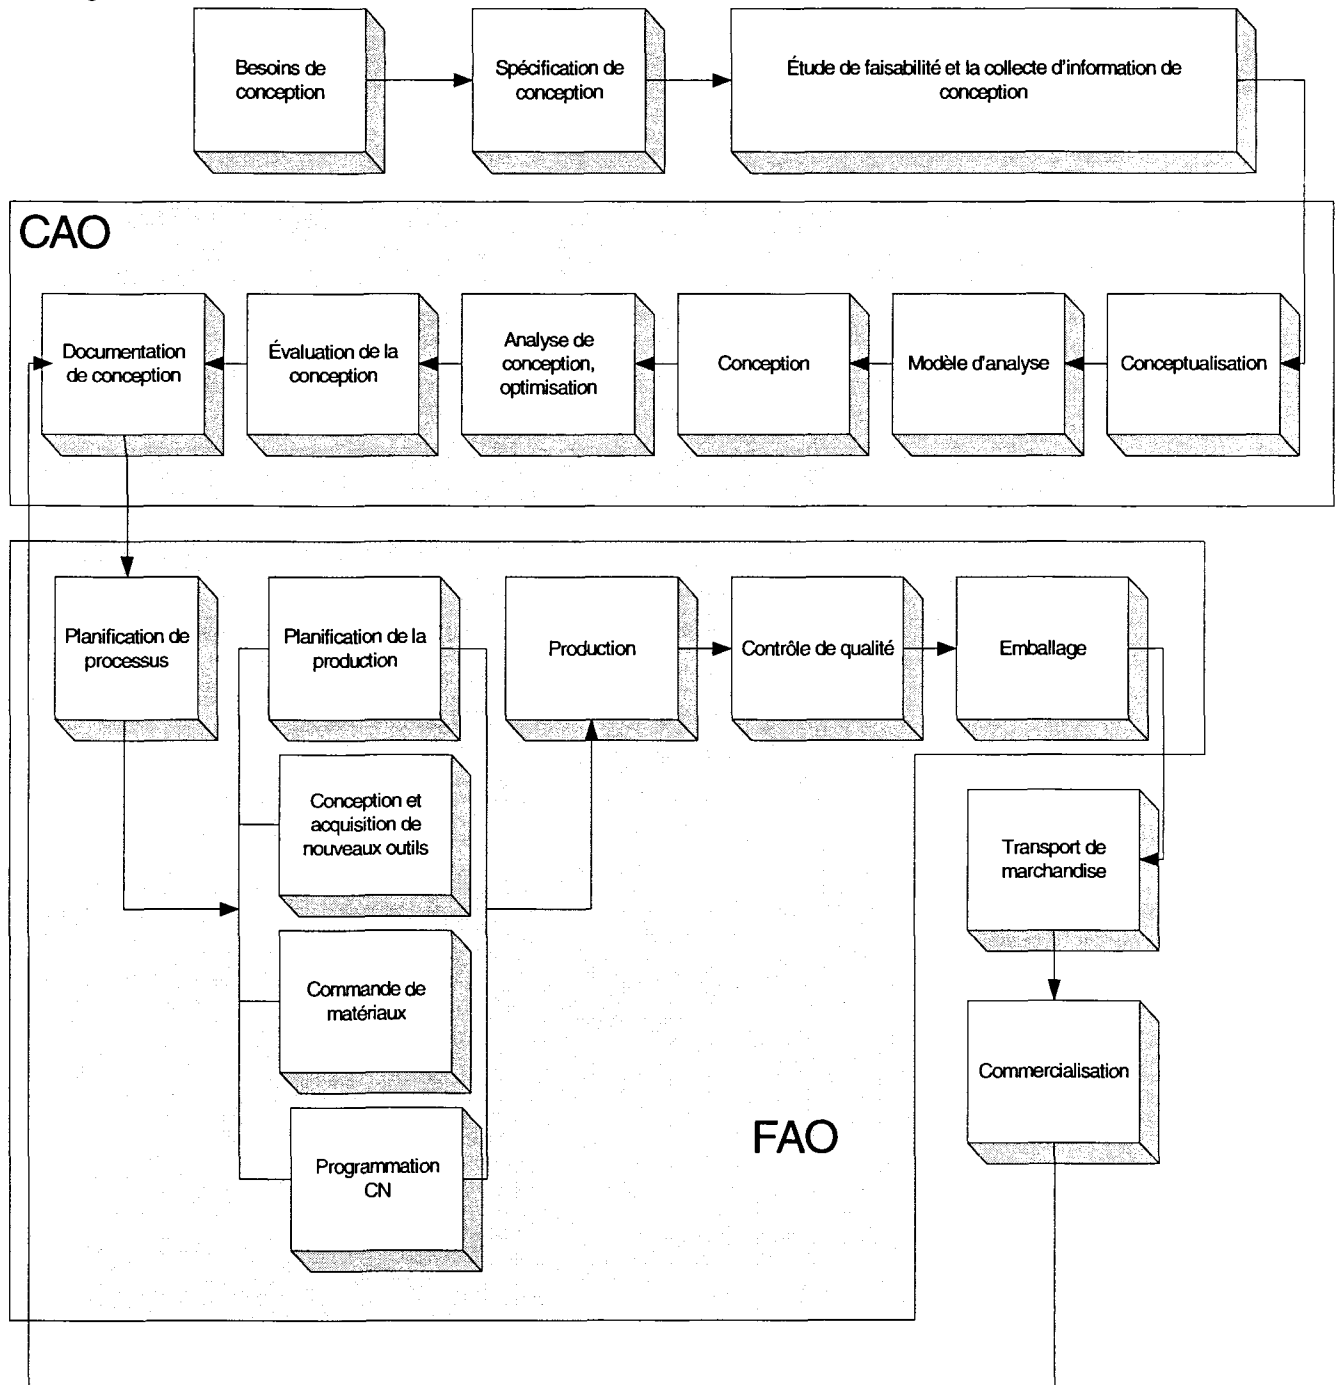 Besoins de
conception
Spécification de
conception
Étude de faisabilité et la collecte d'information de
conception
CAO
Documentation
de conception
Évaluation de la
conception
Analyse de
conception,
optimisation
Conception
Modèle d'analyse
Conceptualisation
Planification de
processus
Planification de la
production
Production
Contrôle de qualité
Emballage
Conception et
acquisition de
nouveaux outils
Transport de
marchandise
Commande de
matériaux
Commercialisation
Programmation
CN
FAO